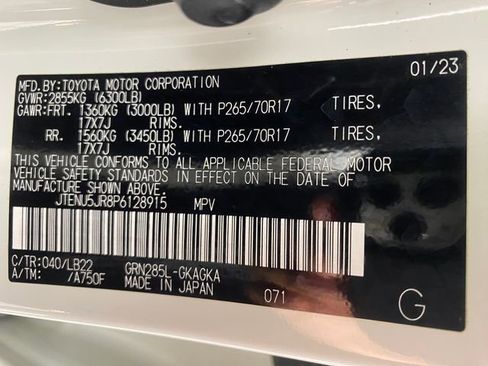 MFD.BY:TOYOTA MOTOR CORPORATION 01/23
GVWR:2855KG (6300LB)
GAWR:FRT. 1360KG (3000LB) WITH P265/70R17 TIRES,
17X7J RIMS.
RR. 1560KG (3450LB) WITH P265/70R17 TIRES,
17X7J RIMS.
THIS VEHICLE CONFORMS TO ALL APPLICABLE FEDERAL MOTOR
VEHICLE SAFETY STANDARDS IN EFFECT ON THE DATE OF
MANUFACTURE SHOWN ABOVE.
JTENU5JR8P6128915 MPV
C/TR:040/LB22 GRN285L-GKAGKA
A/TM: /A750F MADE IN JAPAN 071 G